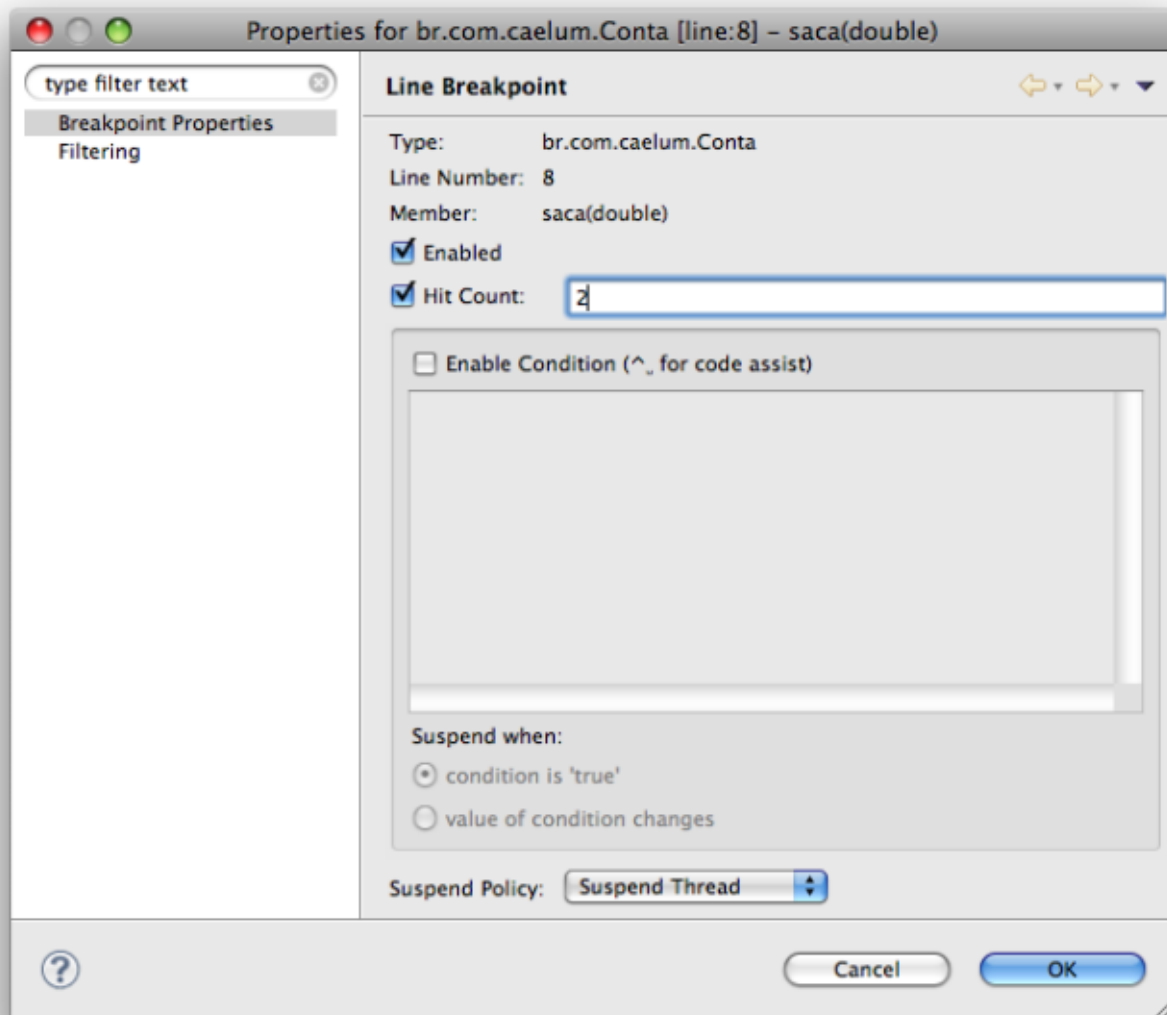 Properties for br.com.caelum.Conta [line:8] – saca(double)
type filter text
Breakpoint Properties
Filtering
Line Breakpoint
Type: br.com.caelum.Conta
Line Number: 8
Member: saca(double)
Enabled
Hit Count: 2
Enable Condition (^␣ for code assist)
Suspend when:
condition is 'true'
value of condition changes
Suspend Policy: Suspend Thread
?
Cancel OK